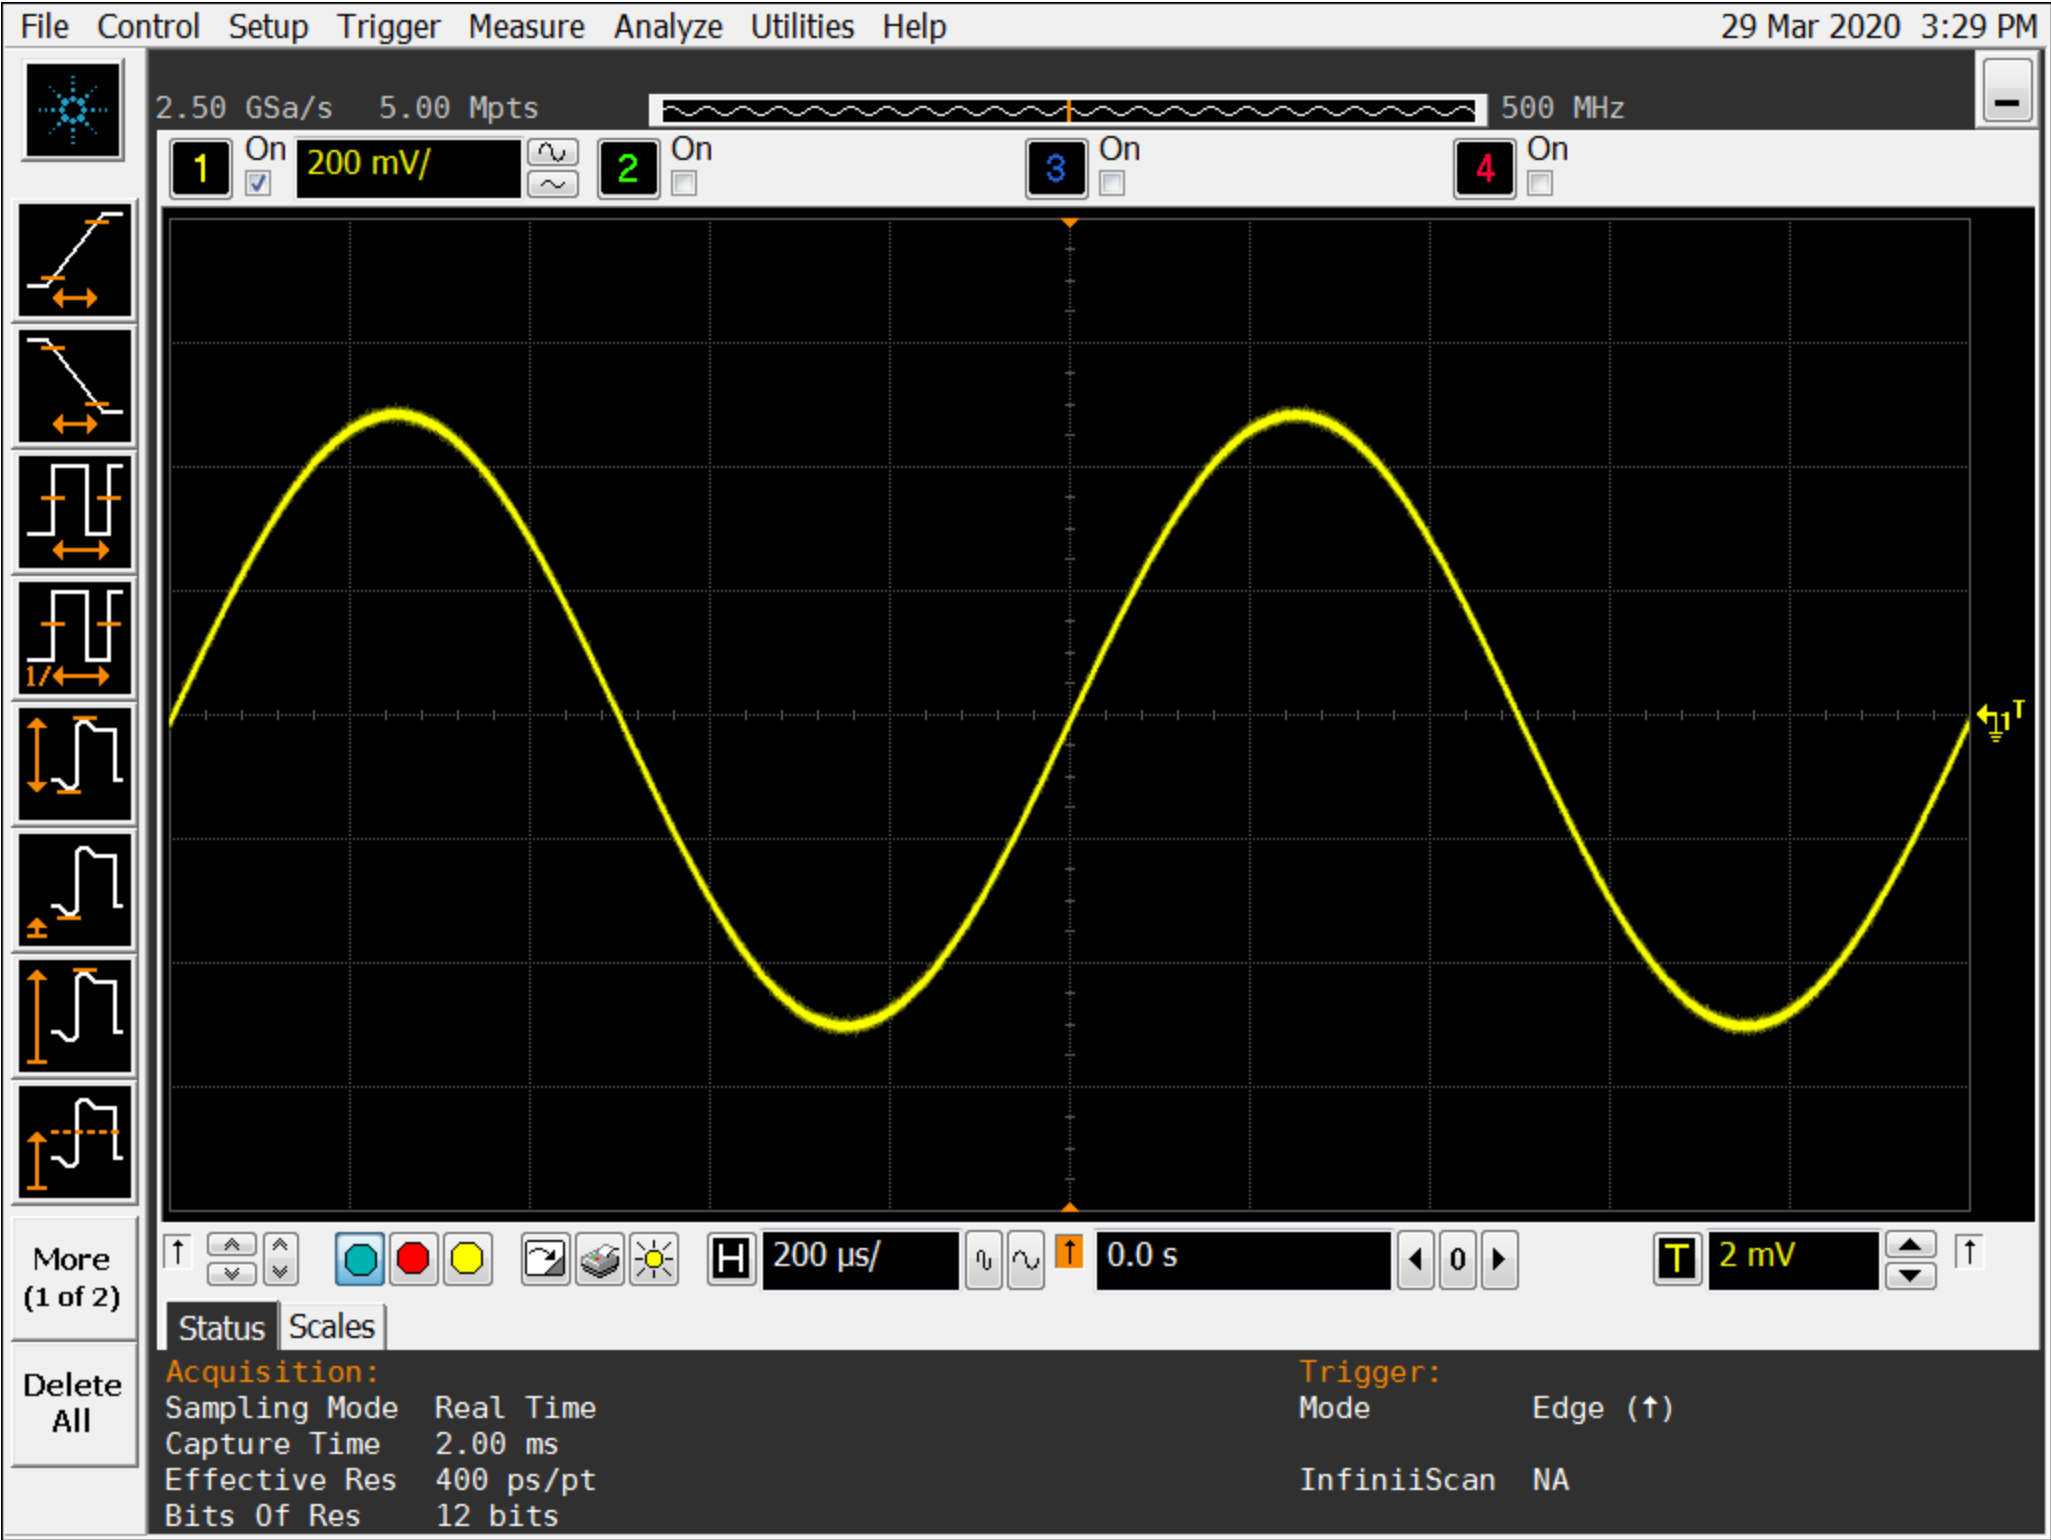 File Control Setup Trigger Measure Analyze Utilities Help 29 Mar 2020 3:29 PM
2.50 GSa/s 5.00 Mpts 500 MHz
1 On 200 mV/ 2 On 3 On 4 On
1/
1 T
More
(1 of 2)
Delete
All
H 200 µs/ 0.0 s 0 T 2 mV
Status Scales
Acquisition: Trigger:
Sampling Mode Real Time Mode Edge (↑)
Capture Time 2.00 ms
Effective Res 400 ps/pt InfiniiScan NA
Bits Of Res 12 bits